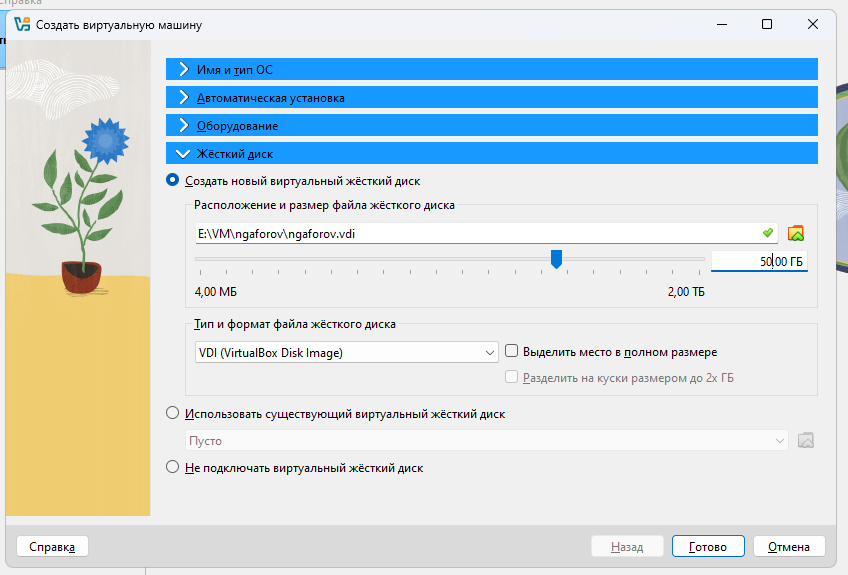 Справка
Создать виртуальную машину
Имя и тип ОС
Автоматическая установка
Оборудование
Жёсткий диск
Создать новый виртуальный жёсткий диск
Расположение и размер файла жёсткого диска
E:\VM\ngaforov\ngaforov.vdi
50,00 ГБ
4,00 МБ 2,00 ТБ
Тип и формат файла жёсткого диска
VDI (VirtualBox Disk Image) Выделить место в полном размере
Разделить на куски размером до 2х ГБ
Использовать существующий виртуальный жёсткий диск
Пусто
Не подключать виртуальный жёсткий диск
Справка Назад Готово Отмена